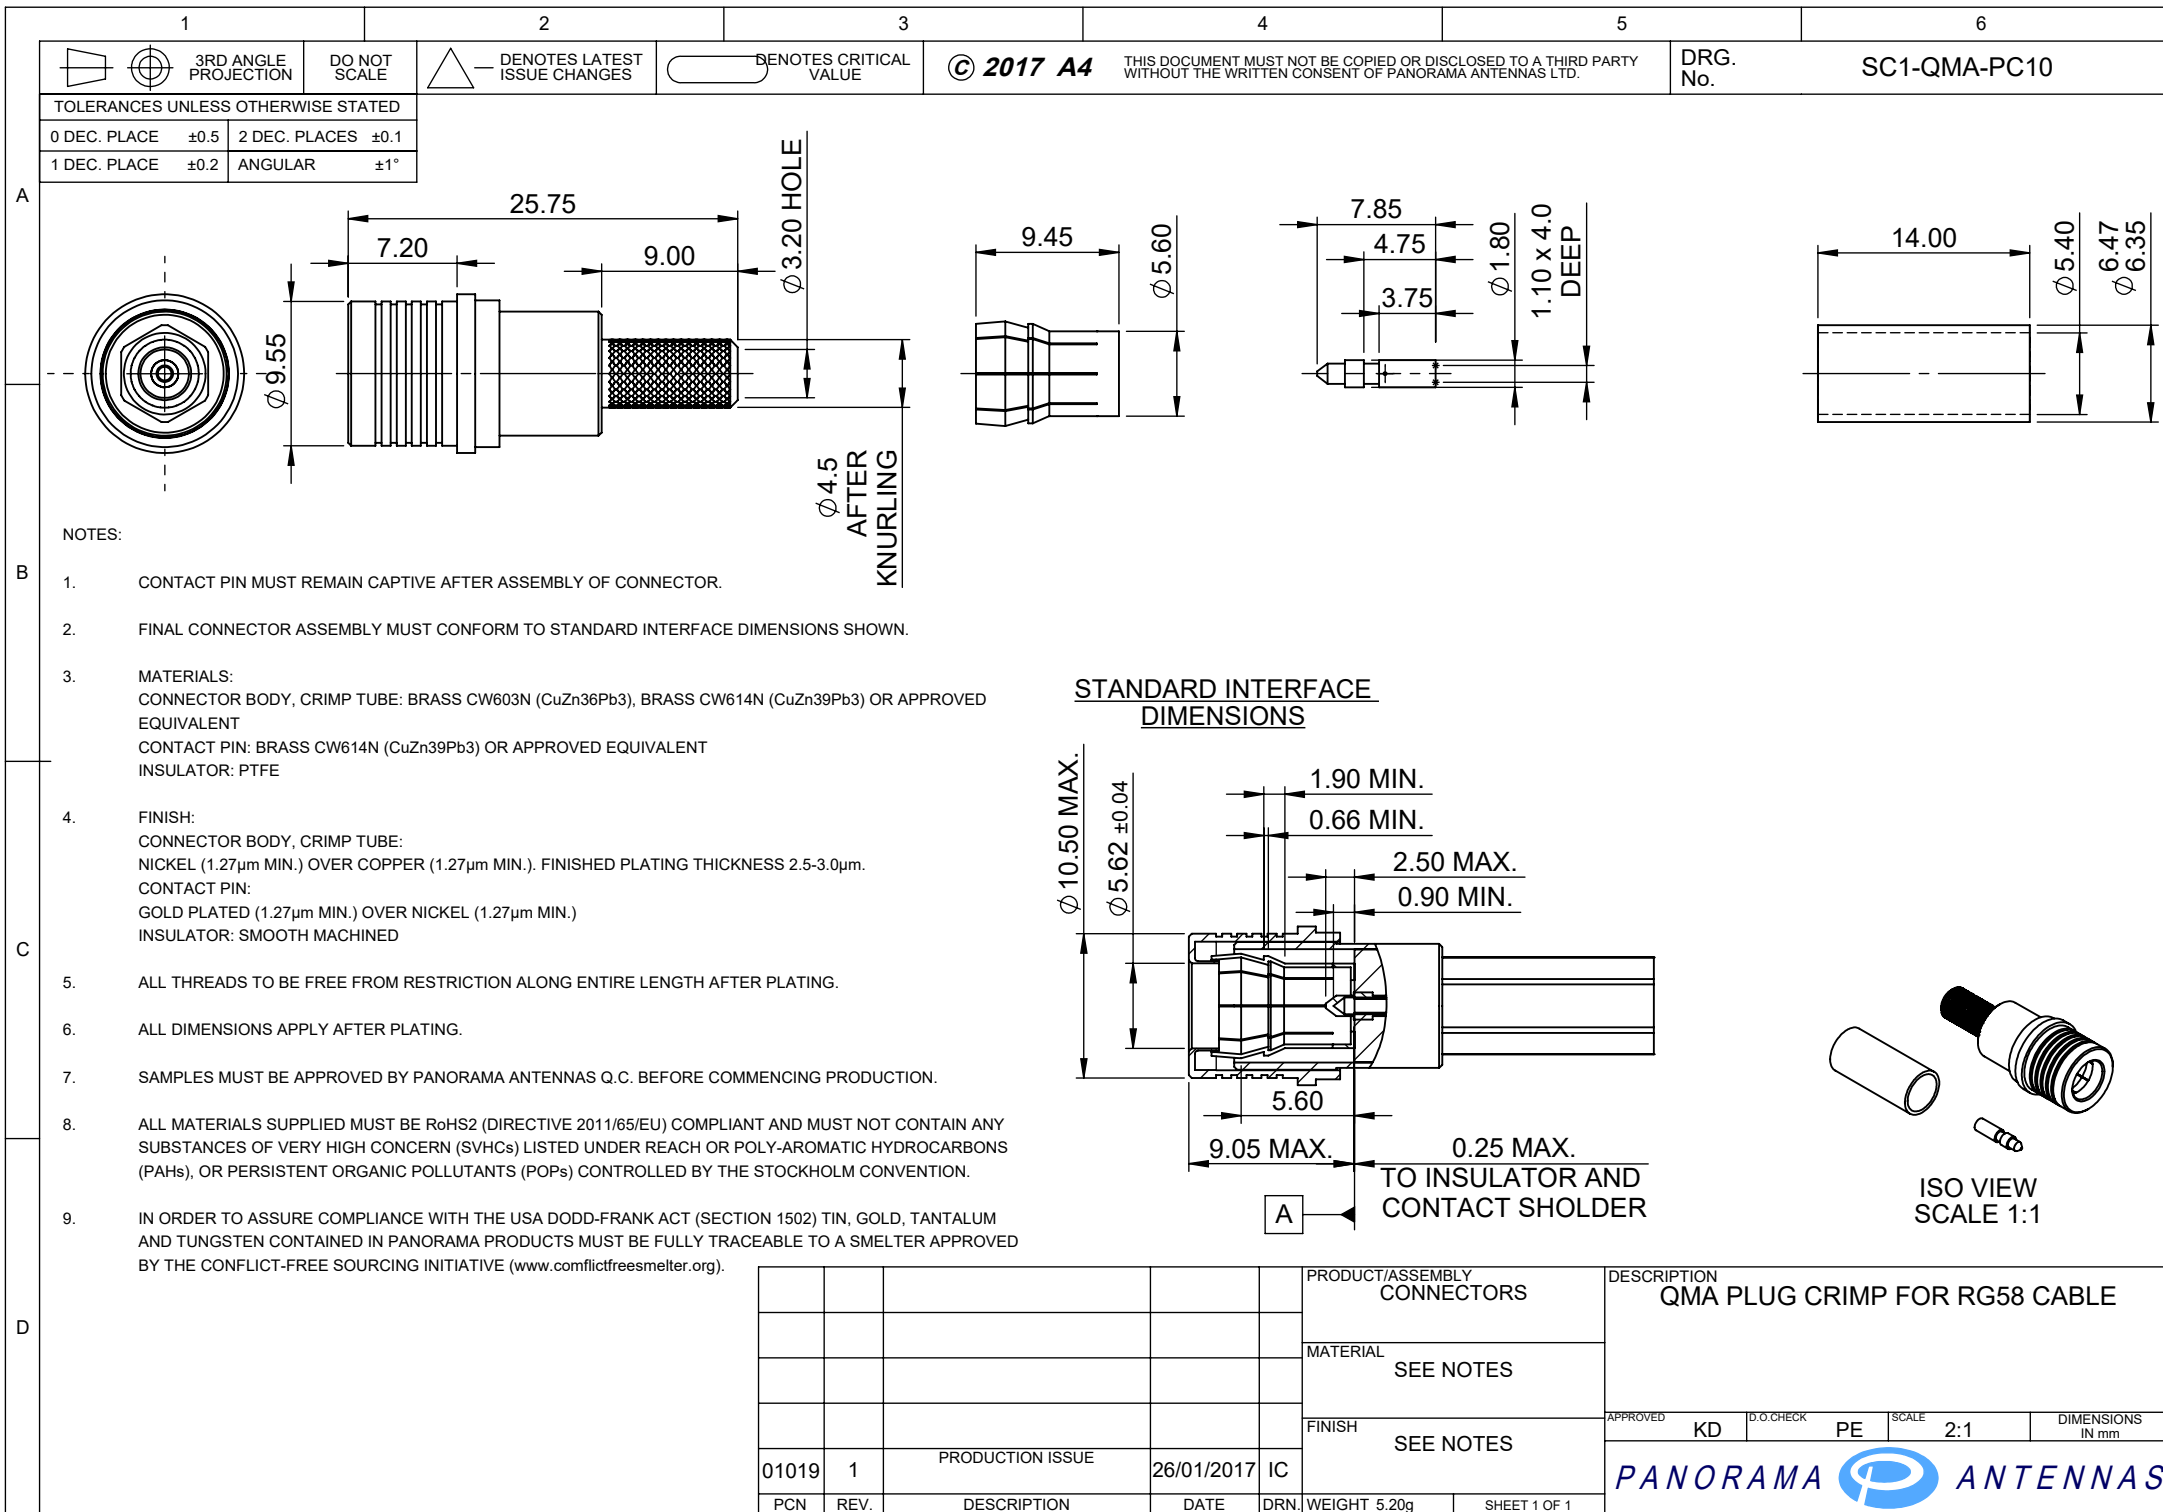 1 2 3 4 5 6
3RD ANGLE
PROJECTION
DO NOT
SCALE
DENOTES LATEST
ISSUE CHANGES
DENOTES CRITICAL
VALUE
© 2017 A4
THIS DOCUMENT MUST NOT BE COPIED OR DISCLOSED TO A THIRD PARTY
WITHOUT THE WRITTEN CONSENT OF PANORAMA ANTENNAS LTD.
DRG.
No.
SC1-QMA-PC10
TOLERANCES UNLESS OTHERWISE STATED
0 DEC. PLACE ±0.5 2 DEC. PLACES ±0.1
1 DEC. PLACE ±0.2 ANGULAR ±1°
A
B
C
D
25.75
7.20
9.00
∅3.20 HOLE
∅9.55
∅4.5
AFTER
KNURLING
9.45
∅5.60
7.85
4.75
3.75
∅1.80
1.10 x 4.0
DEEP
14.00
∅5.40
∅6.47
6.35
NOTES:
1. CONTACT PIN MUST REMAIN CAPTIVE AFTER ASSEMBLY OF CONNECTOR.
2. FINAL CONNECTOR ASSEMBLY MUST CONFORM TO STANDARD INTERFACE DIMENSIONS SHOWN.
3. MATERIALS:
CONNECTOR BODY, CRIMP TUBE: BRASS CW603N (CuZn36Pb3), BRASS CW614N (CuZn39Pb3) OR APPROVED
EQUIVALENT
CONTACT PIN: BRASS CW614N (CuZn39Pb3) OR APPROVED EQUIVALENT
INSULATOR: PTFE
4. FINISH:
CONNECTOR BODY, CRIMP TUBE:
NICKEL (1.27µm MIN.) OVER COPPER (1.27µm MIN.). FINISHED PLATING THICKNESS 2.5-3.0µm.
CONTACT PIN:
GOLD PLATED (1.27µm MIN.) OVER NICKEL (1.27µm MIN.)
INSULATOR: SMOOTH MACHINED
5. ALL THREADS TO BE FREE FROM RESTRICTION ALONG ENTIRE LENGTH AFTER PLATING.
6. ALL DIMENSIONS APPLY AFTER PLATING.
7. SAMPLES MUST BE APPROVED BY PANORAMA ANTENNAS Q.C. BEFORE COMMENCING PRODUCTION.
8. ALL MATERIALS SUPPLIED MUST BE RoHS2 (DIRECTIVE 2011/65/EU) COMPLIANT AND MUST NOT CONTAIN ANY
SUBSTANCES OF VERY HIGH CONCERN (SVHCs) LISTED UNDER REACH OR POLY-AROMATIC HYDROCARBONS
(PAHs), OR PERSISTENT ORGANIC POLLUTANTS (POPs) CONTROLLED BY THE STOCKHOLM CONVENTION.
9. IN ORDER TO ASSURE COMPLIANCE WITH THE USA DODD-FRANK ACT (SECTION 1502) TIN, GOLD, TANTALUM
AND TUNGSTEN CONTAINED IN PANORAMA PRODUCTS MUST BE FULLY TRACEABLE TO A SMELTER APPROVED
BY THE CONFLICT-FREE SOURCING INITIATIVE (www.comflictfreesmelter.org).
STANDARD INTERFACE
DIMENSIONS
∅10.50 MAX.
∅5.62 ±0.04
1.90 MIN.
0.66 MIN.
2.50 MAX.
0.90 MIN.
5.60
9.05 MAX.
0.25 MAX.
TO INSULATOR AND
CONTACT SHOLDER
A
ISO VIEW
SCALE 1:1
PRODUCT/ASSEMBLY
CONNECTORS
DESCRIPTION
QMA PLUG CRIMP FOR RG58 CABLE
MATERIAL
SEE NOTES
FINISH
SEE NOTES
APPROVED KD D.O.CHECK PE SCALE 2:1 DIMENSIONS
IN mm
01019 1 PRODUCTION ISSUE 26/01/2017 IC
PCN REV. DESCRIPTION DATE DRN. WEIGHT 5.20g SHEET 1 OF 1
PANORAMA ANTENNAS